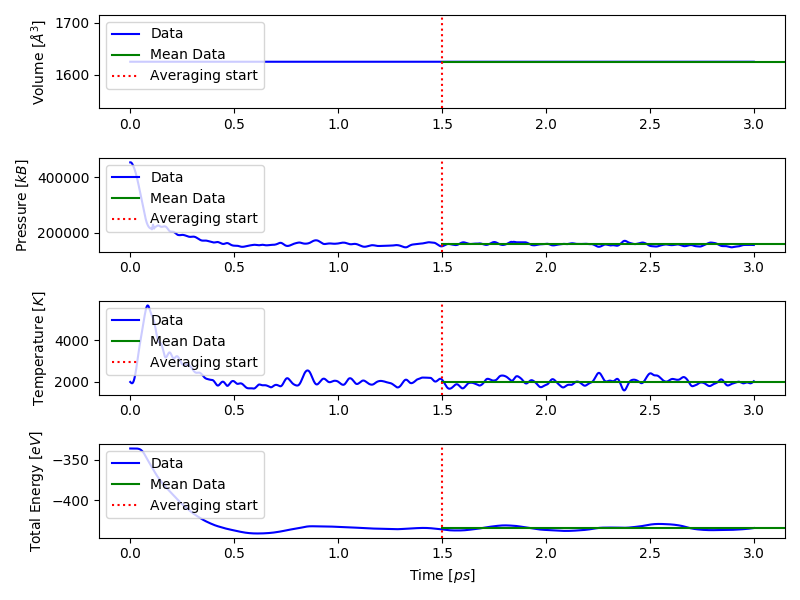 Volume [Å³]
1700
1600
Data
Mean Data
Averaging start
0.0 0.5 1.0 1.5 2.0 2.5 3.0
Pressure [kB]
400000
200000
Data
Mean Data
Averaging start
0.0 0.5 1.0 1.5 2.0 2.5 3.0
Temperature [K]
4000
2000
Data
Mean Data
Averaging start
0.0 0.5 1.0 1.5 2.0 2.5 3.0
Total Energy [eV]
−350
−400
Data
Mean Data
Averaging start
0.0 0.5 1.0 1.5 2.0 2.5 3.0
Time [ps]